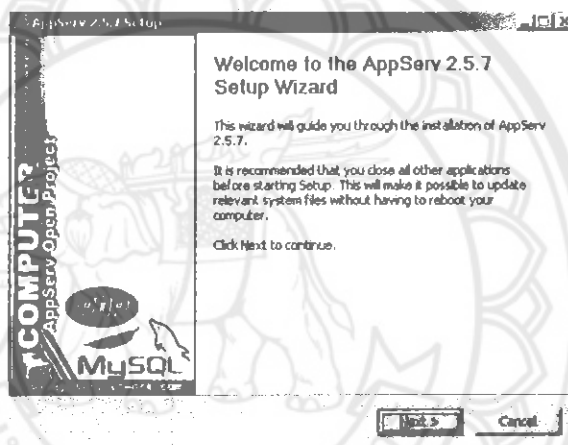 AppServ 2.5.7 Setup
Welcome to the AppServ 2.5.7
Setup Wizard
This wizard will guide you through the installation of AppServ
2.5.7.
It is recommended that you close all other applications
before starting Setup. This will make it possible to update
relevant system files without having to reboot your
computer.
Click Next to continue.
COMPUTER
AppServ Open Project
MySQL
Next >
Cancel